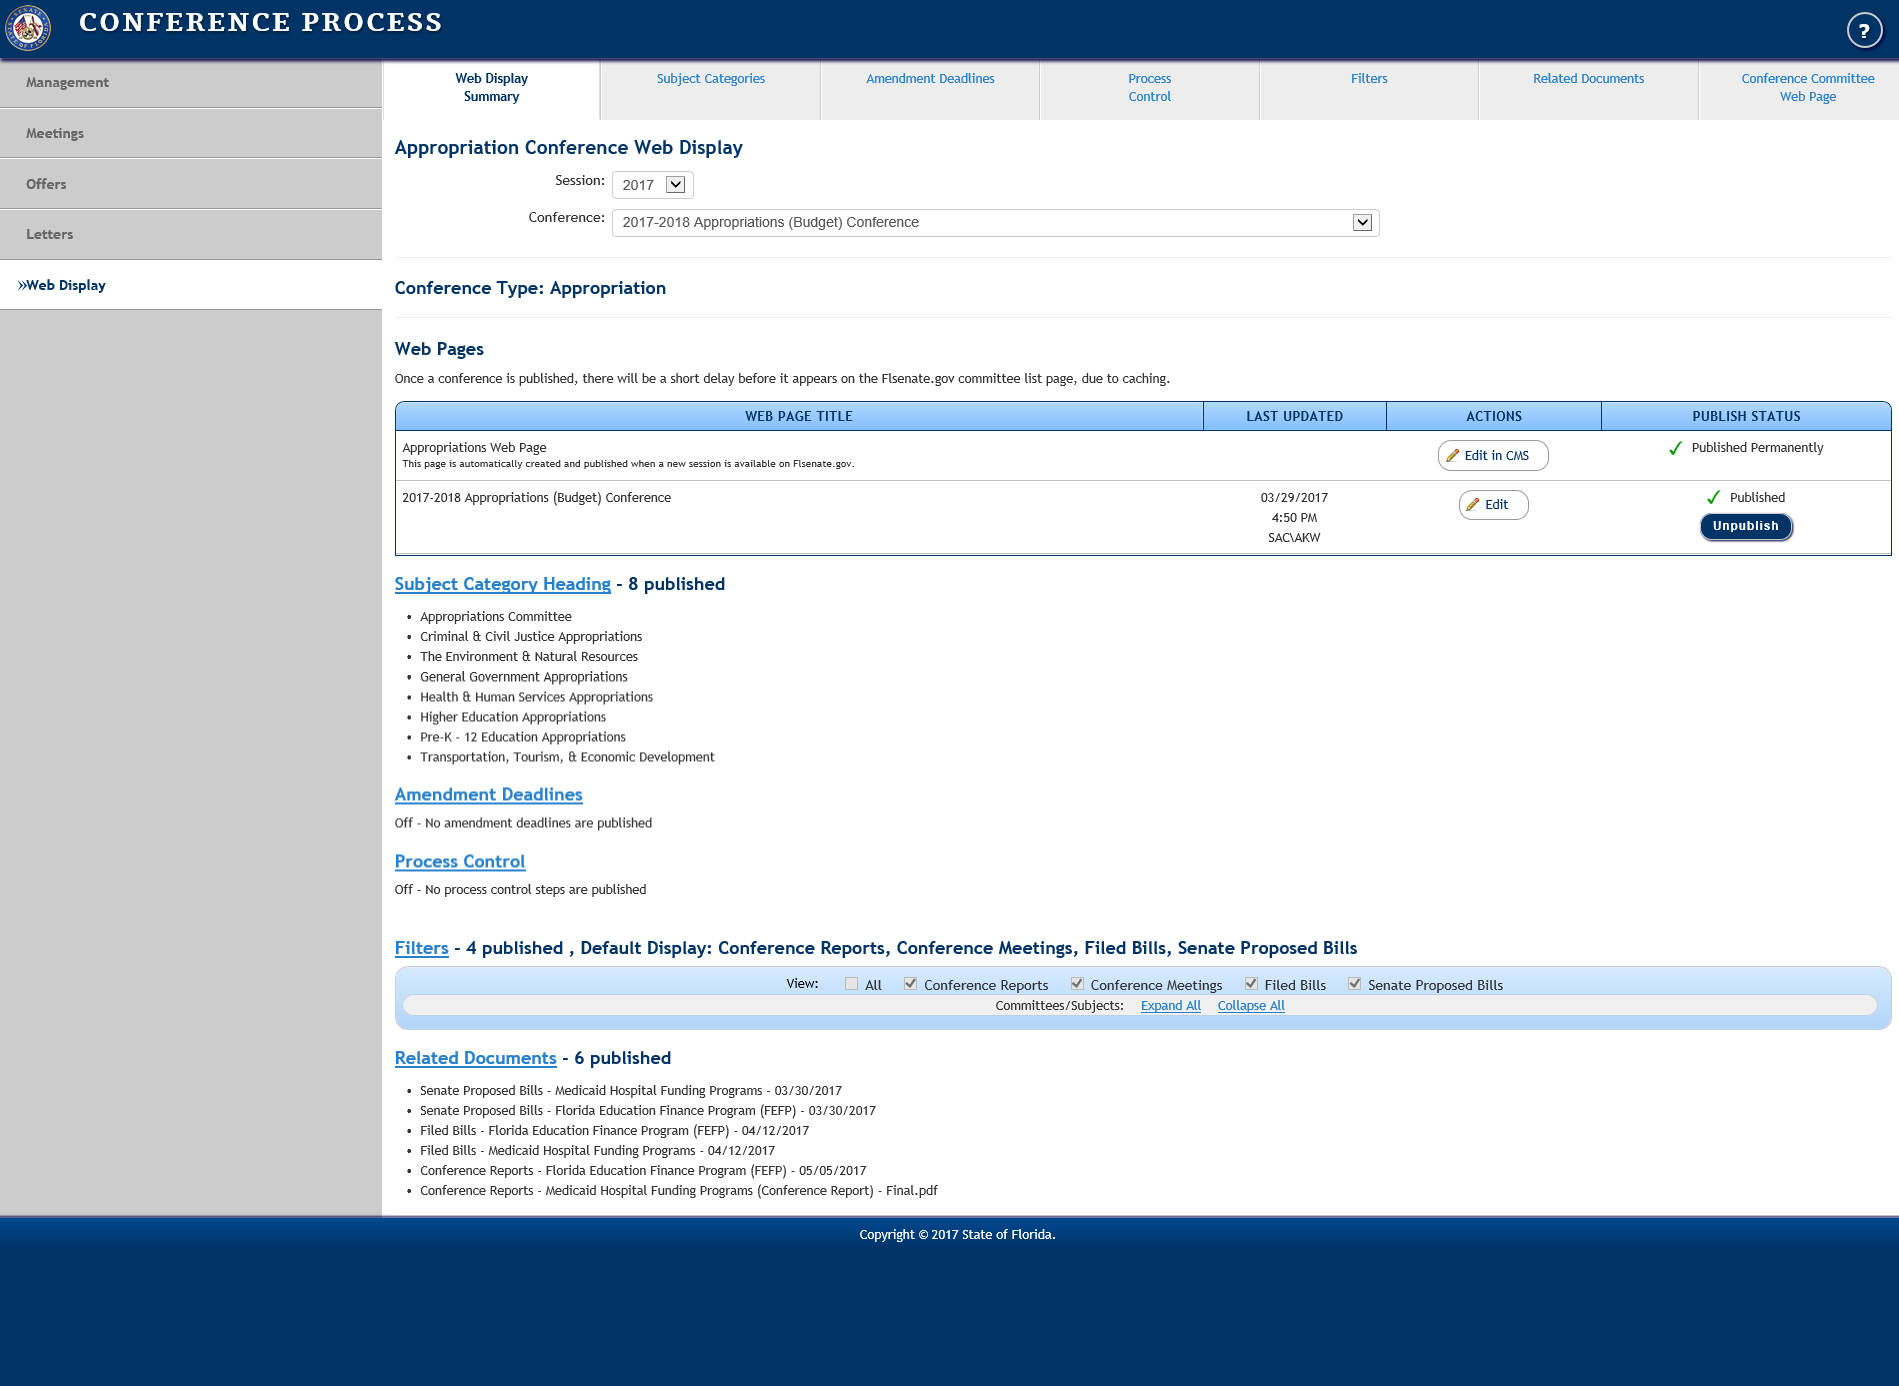 CONFERENCE PROCESS
?
Management
Meetings
Offers
Letters
»Web Display
Web Display
Summary
Subject Categories
Amendment Deadlines
Process
Control
Filters
Related Documents
Conference Committee
Web Page
Appropriation Conference Web Display
Session: 2017
Conference: 2017-2018 Appropriations (Budget) Conference
Conference Type: Appropriation
Web Pages
Once a conference is published, there will be a short delay before it appears on the Flsenate.gov committee list page, due to caching.
WEB PAGE TITLE LAST UPDATED ACTIONS PUBLISH STATUS
Appropriations Web Page Edit in CMS Published Permanently
This page is automatically created and published when a new session is available on Flsenate.gov.
2017-2018 Appropriations (Budget) Conference 03/29/2017 Edit Published
4:50 PM
SAC\AKW
Unpublish
Subject Category Heading - 8 published
• Appropriations Committee
• Criminal & Civil Justice Appropriations
• The Environment & Natural Resources
• General Government Appropriations
• Health & Human Services Appropriations
• Higher Education Appropriations
• Pre-K - 12 Education Appropriations
• Transportation, Tourism, & Economic Development
Amendment Deadlines
Off - No amendment deadlines are published
Process Control
Off - No process control steps are published
Filters - 4 published , Default Display: Conference Reports, Conference Meetings, Filed Bills, Senate Proposed Bills
View: All Conference Reports Conference Meetings Filed Bills Senate Proposed Bills
Committees/Subjects: Expand All Collapse All
Related Documents - 6 published
• Senate Proposed Bills - Medicaid Hospital Funding Programs - 03/30/2017
• Senate Proposed Bills - Florida Education Finance Program (FEFP) - 03/30/2017
• Filed Bills - Florida Education Finance Program (FEFP) - 04/12/2017
• Filed Bills - Medicaid Hospital Funding Programs - 04/12/2017
• Conference Reports - Florida Education Finance Program (FEFP) - 05/05/2017
• Conference Reports - Medicaid Hospital Funding Programs (Conference Report) - Final.pdf
Copyright © 2017 State of Florida.